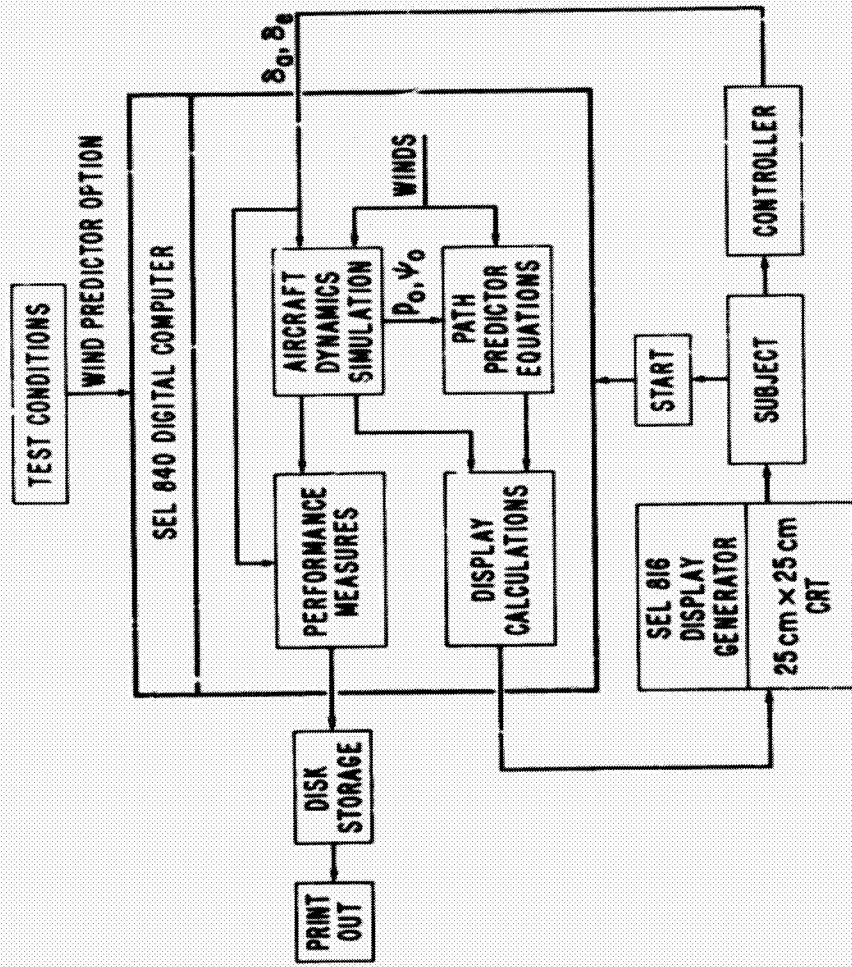 TEST CONDITIONS
WIND PREDICTOR OPTION
SEL 840 DIGITAL COMPUTER
δa, δe
PRINT
OUT
DISK
STORAGE
PERFORMANCE
MEASURES
AIRCRAFT
DYNAMICS
SIMULATION
WINDS
P₀, Ψ₀
DISPLAY
CALCULATIONS
PATH
PREDICTOR
EQUATIONS
START
SEL 816
DISPLAY
GENERATOR
25 cm × 25 cm
CRT
SUBJECT
CONTROLLER